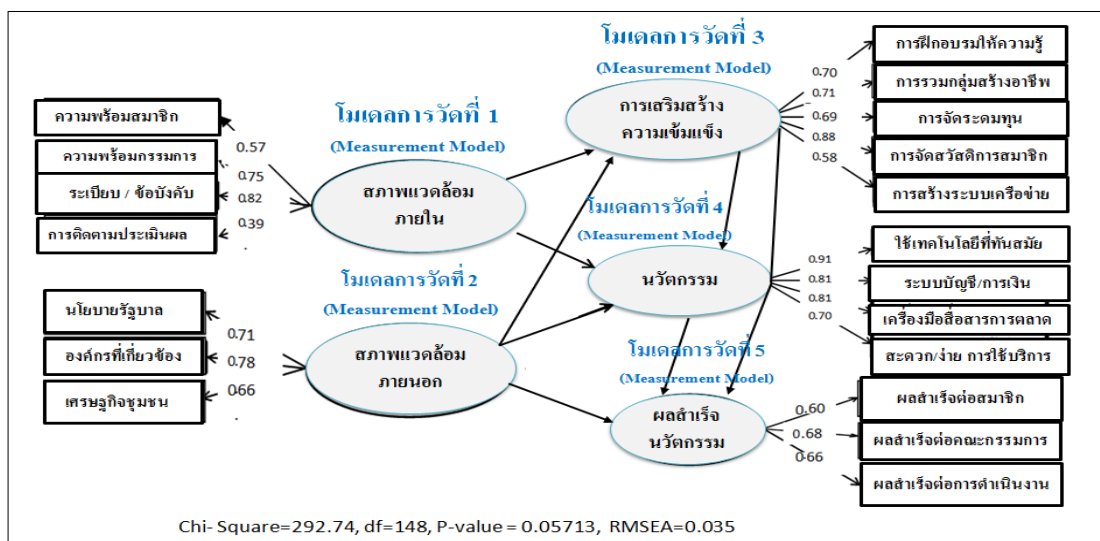 โมเดลการวัดที่ 1
(Measurement Model)
ความพร้อมสมาชิก
0.57
ความพร้อมกรรมการ
0.75
ระเบียบ / ข้อบังคับ
0.82
การติดตามประเมินผล
0.39
สภาพแวดล้อม
ภายใน
โมเดลการวัดที่ 2
(Measurement Model)
นโยบายรัฐบาล
0.71
องค์กรที่เกี่ยวข้อง
0.78
เศรษฐกิจชุมชน
0.66
สภาพแวดล้อม
ภายนอก
โมเดลการวัดที่ 3
(Measurement Model)
การเสริมสร้าง
ความเข้มแข็ง
0.70
การฝึกอบรมให้ความรู้
0.71
การรวมกลุ่มสร้างอาชีพ
0.69
การจัดระดมทุน
0.88
การจัดสวัสดิการสมาชิก
0.58
การสร้างระบบเครือข่าย
โมเดลการวัดที่ 4
(Measurement Model)
นวัตกรรม
0.91
ใช้เทคโนโลยีที่ทันสมัย
0.81
ระบบบัญชี/การเงิน
0.81
เครื่องมือสื่อสารการตลาด
0.70
สะดวก/ง่าย การใช้บริการ
โมเดลการวัดที่ 5
(Measurement Model)
ผลสำเร็จ
นวัตกรรม
0.60
ผลสำเร็จต่อสมาชิก
0.68
ผลสำเร็จต่อคณะกรรมการ
0.66
ผลสำเร็จต่อการดำเนินงาน
Chi- Square=292.74, df=148, P-value = 0.05713, RMSEA=0.035